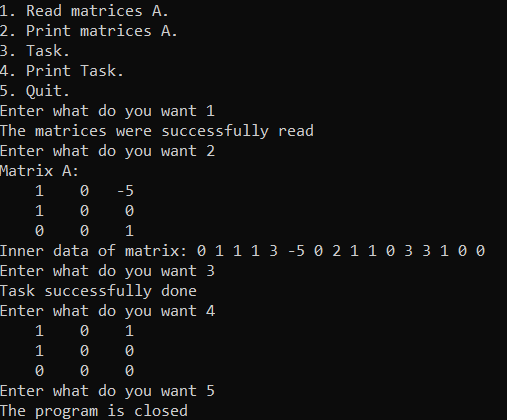 1. Read matrices A.
2. Print matrices A.
3. Task.
4. Print Task.
5. Quit.
Enter what do you want 1
The matrices were successfully read
Enter what do you want 2
Matrix A:
    1    0   -5
    1    0    0
    0    0    1
Inner data of matrix: 0 1 1 1 3 -5 0 2 1 1 0 3 3 1 0 0
Enter what do you want 3
Task successfully done
Enter what do you want 4
    1    0    1
    1    0    0
    0    0    0
Enter what do you want 5
The program is closed